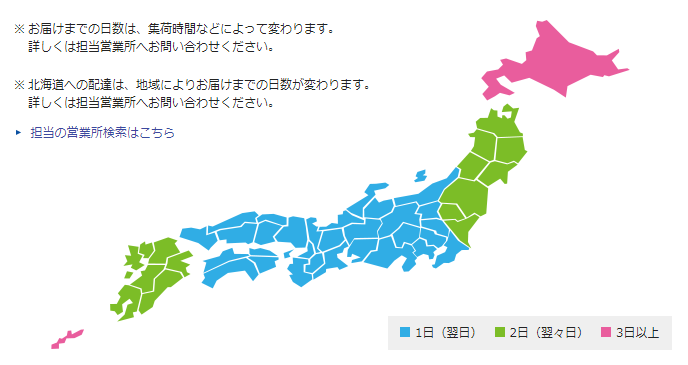 ※ お届けまでの日数は、集荷時間などによって変わります。
詳しくは担当営業所へお問い合わせください。
※ 北海道への配達は、地域によりお届けまでの日数が変わります。
詳しくは担当営業所へお問い合わせください。
担当の営業所検索はこちら
1日（翌日） 2日（翌々日） 3日以上